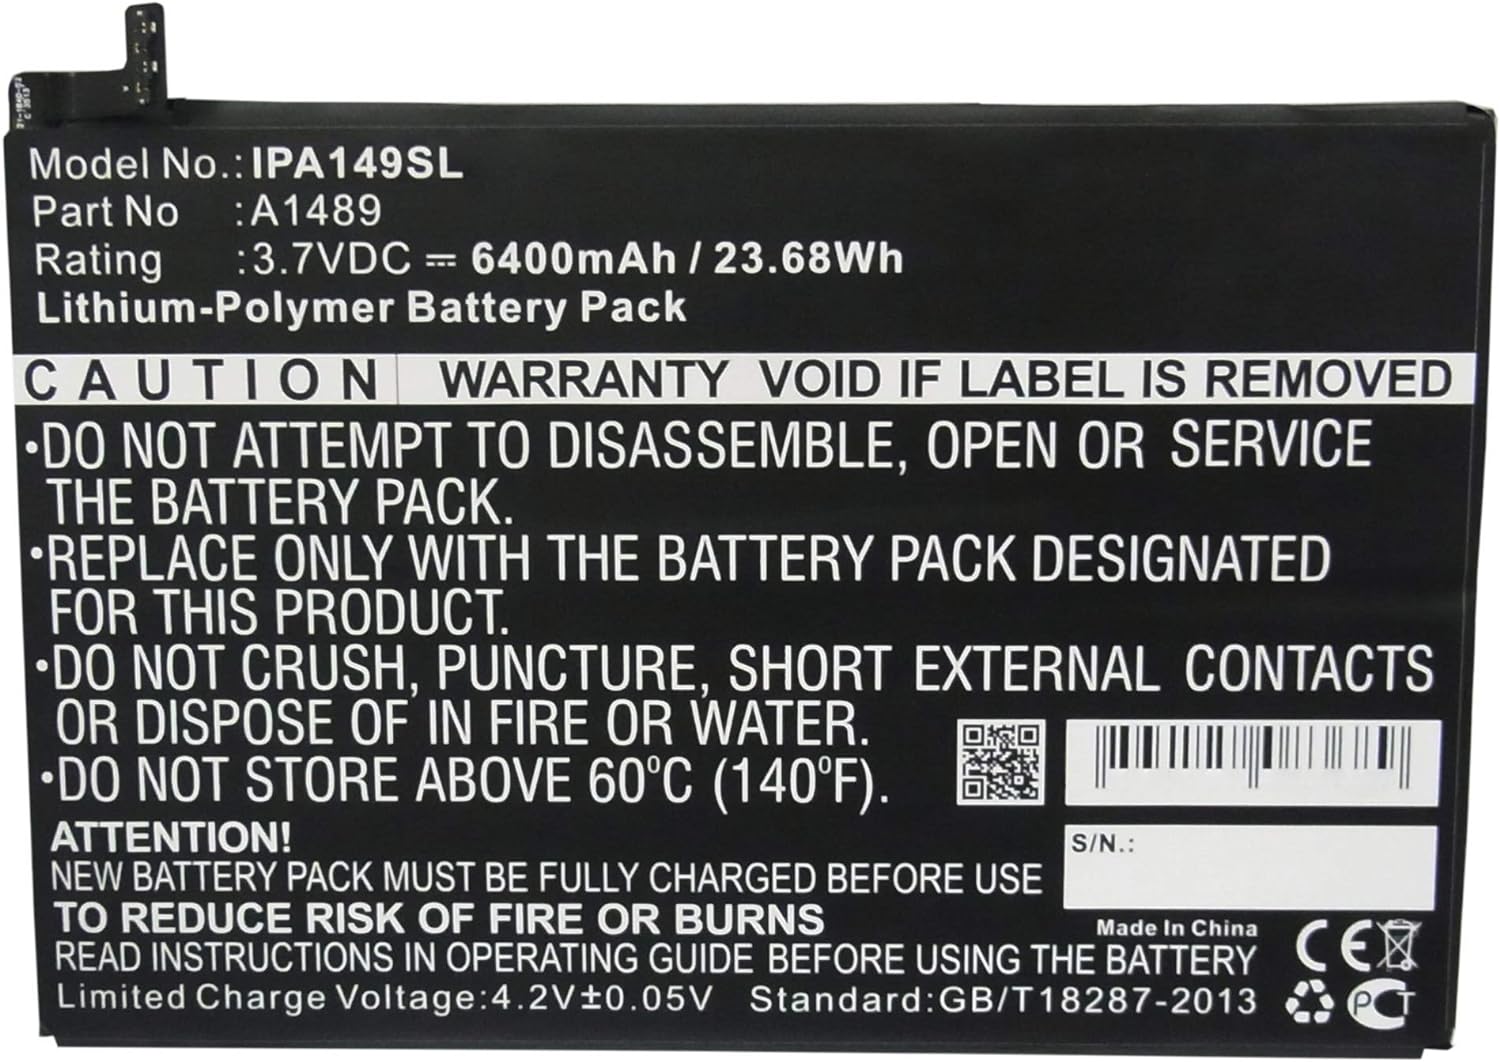 Model No.: IPA149SL
Part No : A1489
Rating : 3.7VDC ⎓ 6400mAh / 23.68Wh
Lithium-Polymer Battery Pack
CAUTION WARRANTY VOID IF LABEL IS REMOVED
•DO NOT ATTEMPT TO DISASSEMBLE, OPEN OR SERVICE
THE BATTERY PACK.
•REPLACE ONLY WITH THE BATTERY PACK DESIGNATED
FOR THIS PRODUCT.
•DO NOT CRUSH, PUNCTURE, SHORT EXTERNAL CONTACTS
OR DISPOSE OF IN FIRE OR WATER.
•DO NOT STORE ABOVE 60°C (140°F).
ATTENTION!
NEW BATTERY PACK MUST BE FULLY CHARGED BEFORE USE
TO REDUCE RISK OF FIRE OR BURNS
READ INSTRUCTIONS IN OPERATING GUIDE BEFORE USING THE BATTERY
Limited Charge Voltage:4.2V±0.05V Standard:GB/T18287-2013
S/N.:
Made In China
CE
PCT